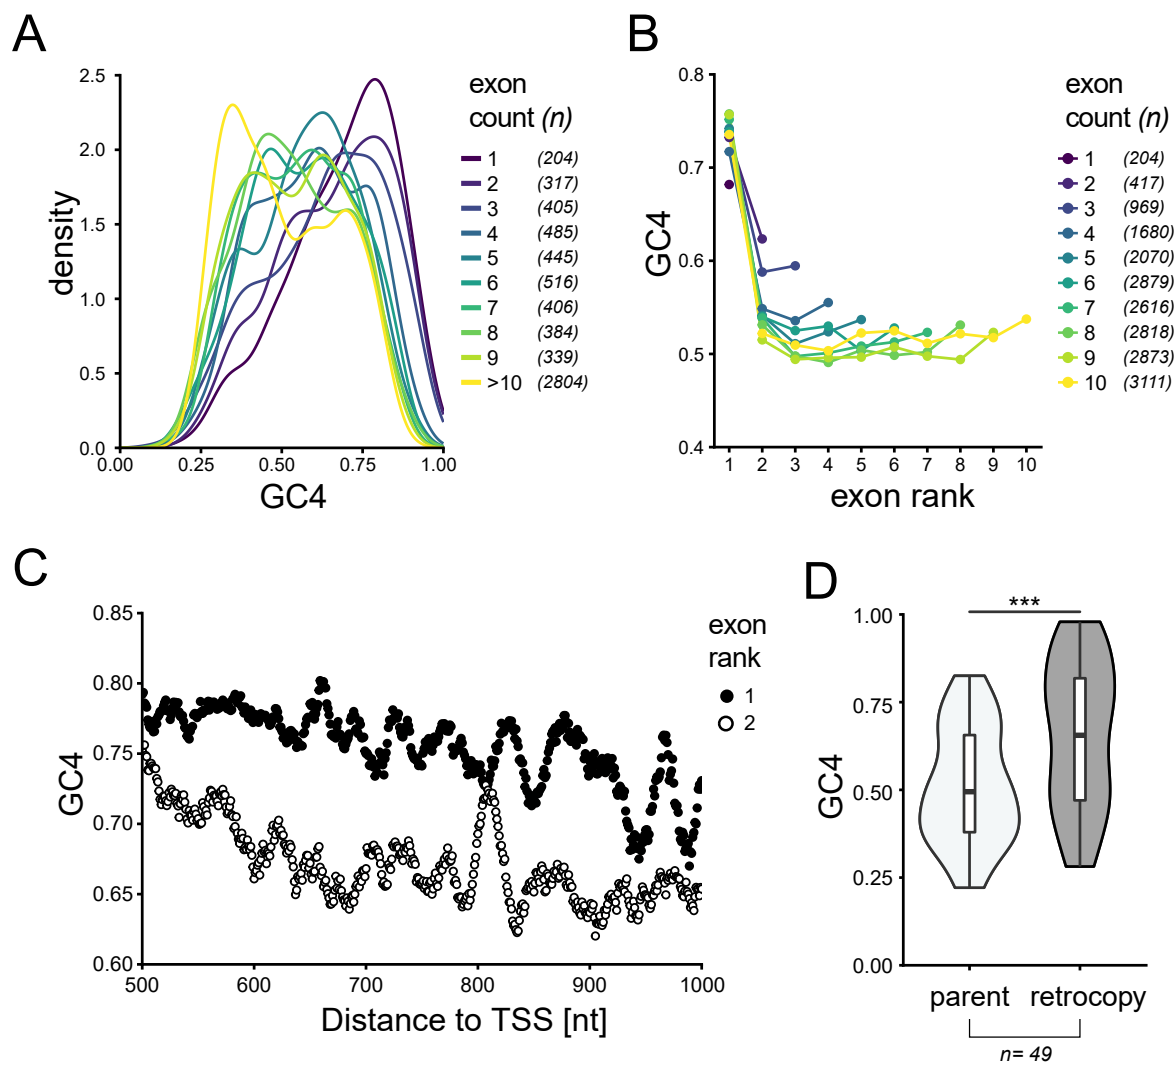 A
density
2.5
2.0
1.5
1.0
0.5
0.0
0.00 0.25 0.50 0.75 1.00
GC4
exon
count (n)
1 (204)
2 (317)
3 (405)
4 (485)
5 (445)
6 (516)
7 (406)
8 (384)
9 (339)
>10 (2804)
B
GC4
0.8
0.7
0.6
0.5
0.4
1 2 3 4 5 6 7 8 9 10
exon rank
exon
count (n)
1 (204)
2 (417)
3 (969)
4 (1680)
5 (2070)
6 (2879)
7 (2616)
8 (2818)
9 (2873)
10 (3111)
C
GC4
0.85
0.80
0.75
0.70
0.65
0.60
500 600 700 800 900 1000
Distance to TSS [nt]
exon
rank
1
2
D
GC4
1.00
0.75
0.50
0.25
0.00
***
parent retrocopy
n= 49